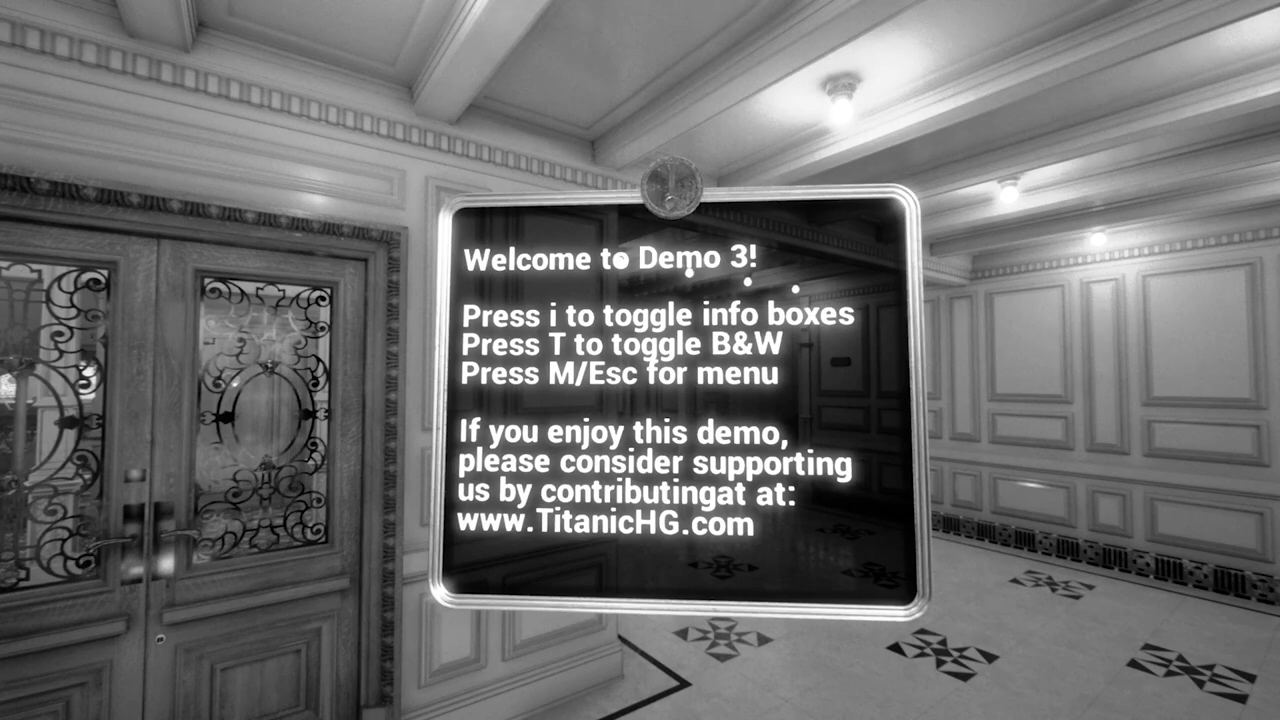 Welcome to Demo 3!
Press i to toggle info boxes
Press T to toggle B&W
Press M/Esc for menu
If you enjoy this demo,
please consider supporting
us by contributingat at:
www.TitanicHG.com